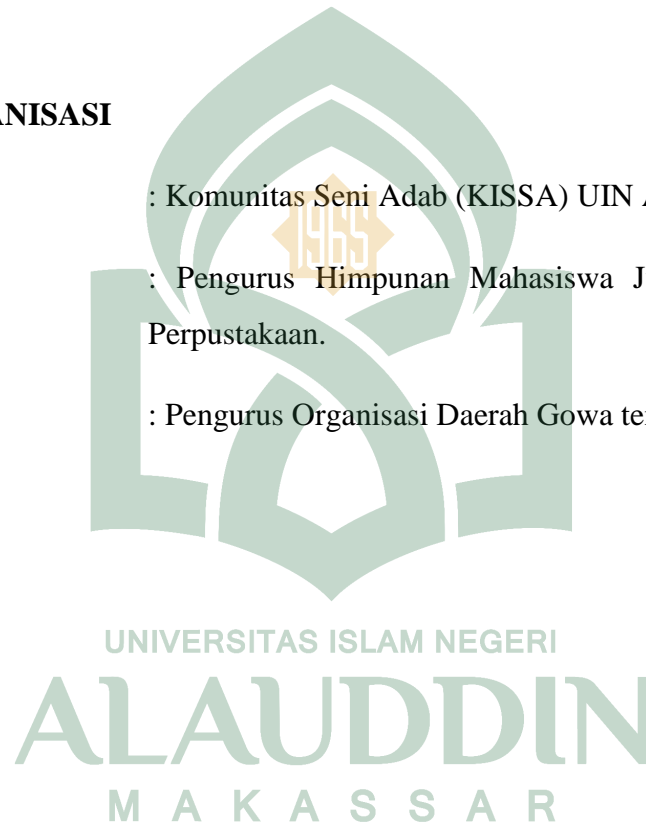 ANISASI
: Komunitas Seni Adab (KISSA) UIN A
1965
: Pengurus Himpunan Mahasiswa J
Perpustakaan.
: Pengurus Organisasi Daerah Gowa te
UNIVERSITAS ISLAM NEGERI
ALAUDDIN
MAKASSAR